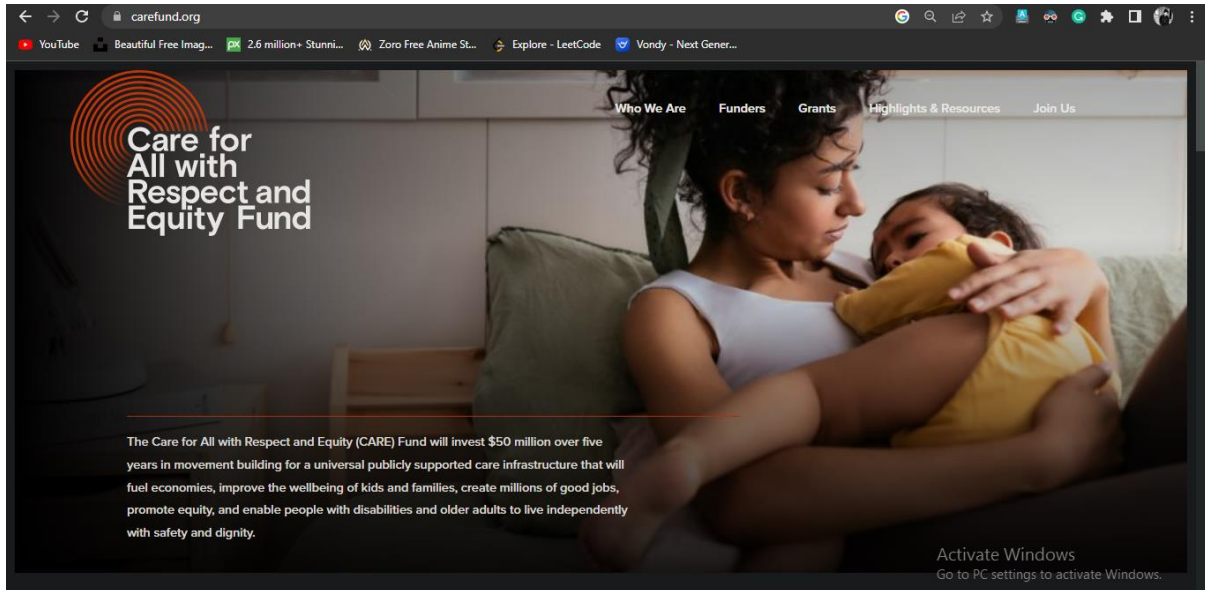 carefund.org
YouTube Beautiful Free Imag... 2.6 million+ Stunni... Zoro Free Anime St... Explore - LeetCode Vondy - Next Gener...
Who We Are Funders Grants Highlights & Resources Join Us
Care for
All with
Respect and
Equity Fund
The Care for All with Respect and Equity (CARE) Fund will invest $50 million over five
years in movement building for a universal publicly supported care infrastructure that will
fuel economies, improve the wellbeing of kids and families, create millions of good jobs,
promote equity, and enable people with disabilities and older adults to live independently
with safety and dignity.
Activate Windows
Go to PC settings to activate Windows.